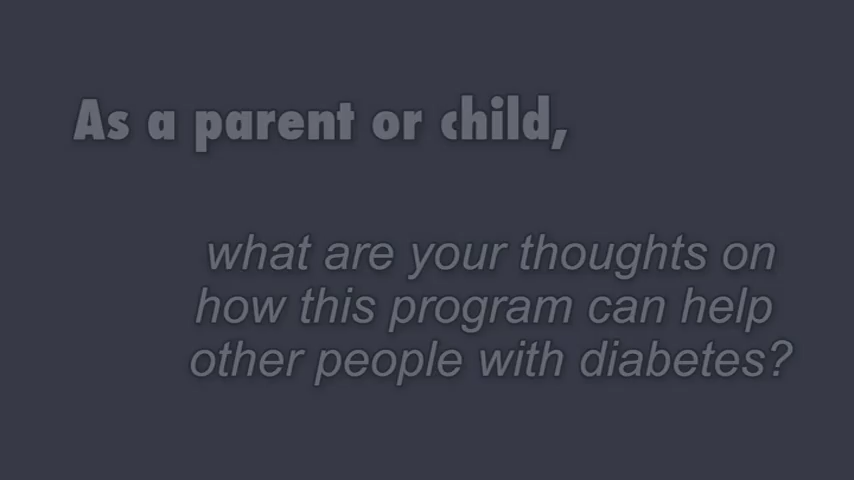 As a parent or child,
what are your thoughts on
how this program can help
other people with diabetes?